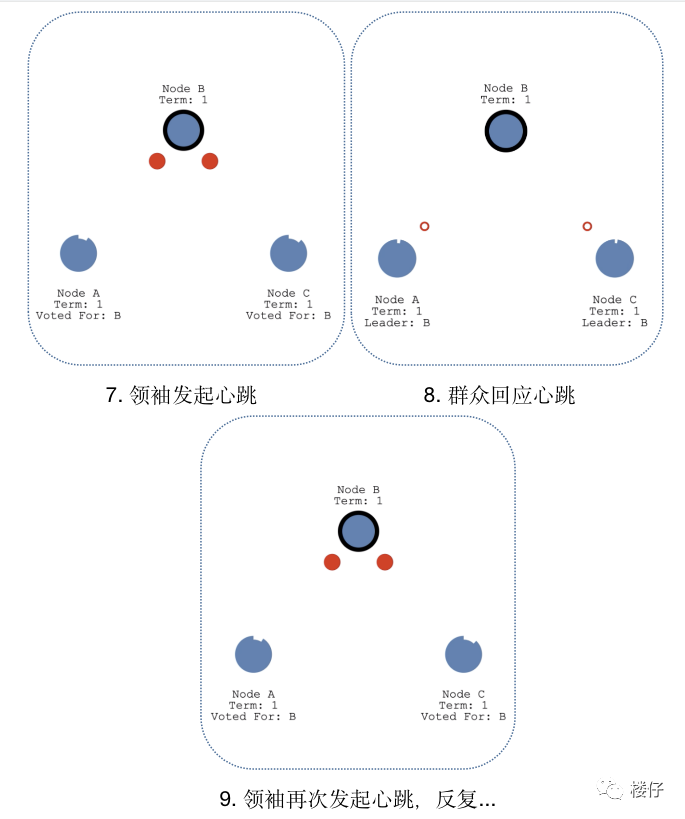 Node B
Term: 1
Node A
Term: 1
Voted For: B
Node C
Term: 1
Voted For: B
7. 领袖发起心跳
Node B
Term: 1
Node A
Term: 1
Leader: B
Node C
Term: 1
Leader: B
8. 群众回应心跳
Node B
Term: 1
Node A
Term: 1
Voted For: B
Node C
Term: 1
Voted For: B
9. 领袖再次发起心跳，反复...
楼仔